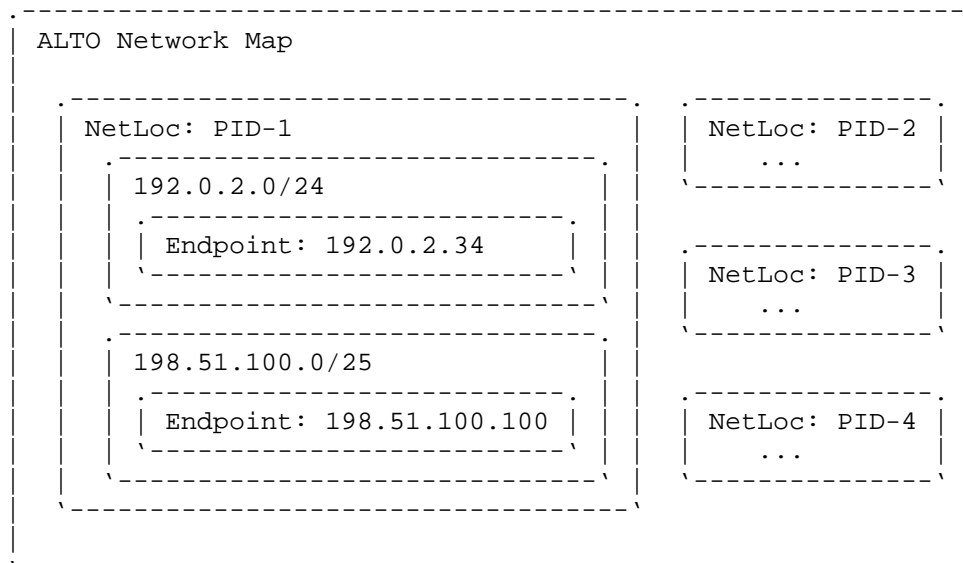 ALTO Network Map
NetLoc: PID-1
192.0.2.0/24
Endpoint: 192.0.2.34
198.51.100.0/25
Endpoint: 198.51.100.100
NetLoc: PID-2
...
NetLoc: PID-3
...
NetLoc: PID-4
...